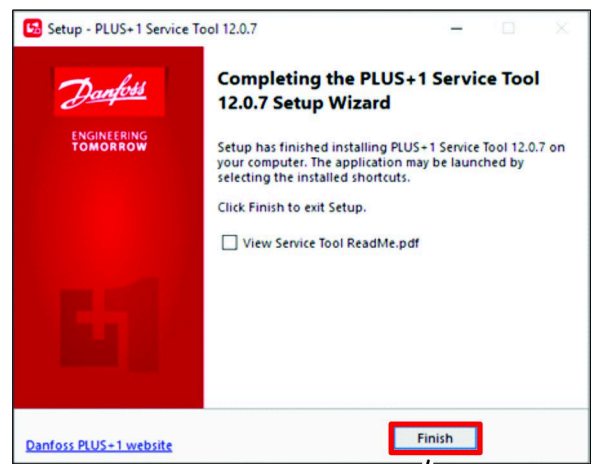 Setup - PLUS+1 Service Tool 12.0.7
Danfoss
ENGINEERING
TOMORROW
Completing the PLUS+1 Service Tool
12.0.7 Setup Wizard
Setup has finished installing PLUS+1 Service Tool 12.0.7 on
your computer. The application may be launched by
selecting the installed shortcuts.
Click Finish to exit Setup.
View Service Tool ReadMe.pdf
Danfoss PLUS+1 website
Finish